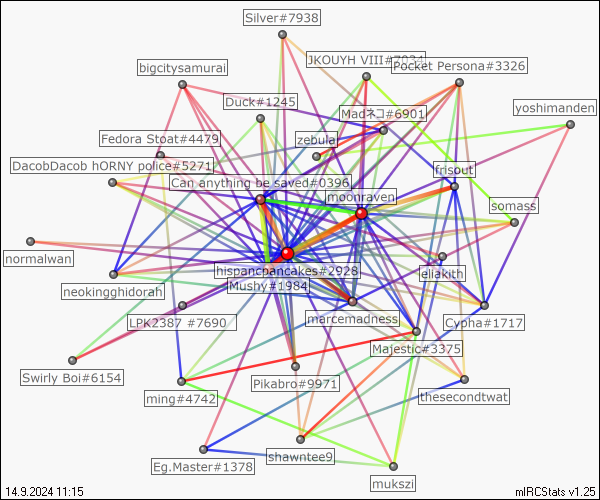 Silver#7938
JKOUYH VIII#7934
bigcitysamurai
Pocket Persona#3326
Duck#1245
Madネコ#6901
yoshimanden
Fedora Stoat#4479
zebula
DacobDacob hORNY police#5271
Can anything be saved#0396
frisout
moonraven
somass
normalwan
hispancpancakes#2928
eliakith
neokingghidorah
Mushy#1984
LPK2387 #7690
marcemadness
Cypha#1717
Majestic#3375
Swirly Boi#6154
Pikabro#9971
ming#4742
thesecondtwat
shawntee9
Eg.Master#1378
mukszi
14.9.2024 11:15
mIRCStats v1.25